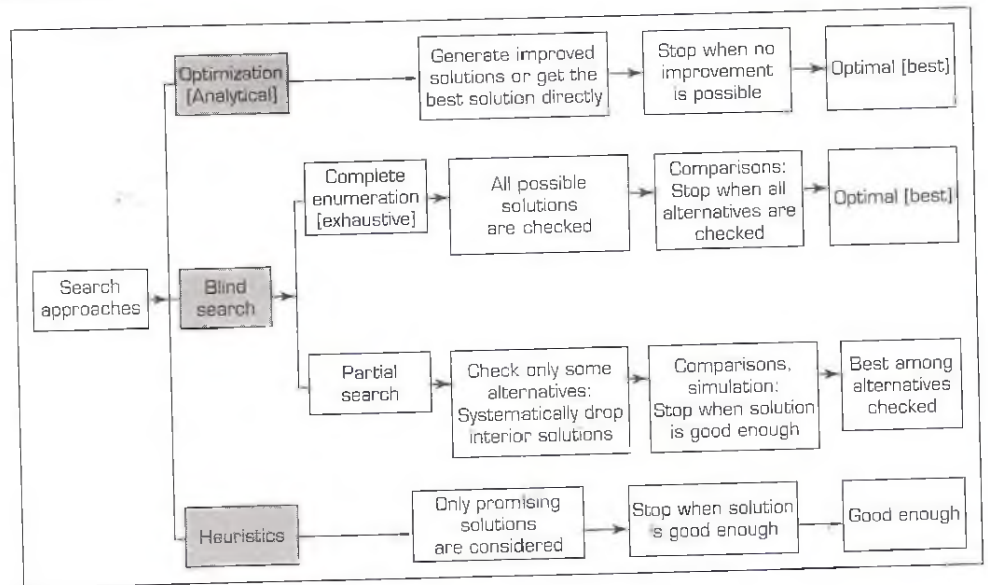 Optimization
[Analytical]
Generate improved
solutions or get the
best solution directly
Stop when no
improvement
is possible
Optimal [best]
Complete
enumeration
[exhaustive]
All possible
solutions
are checked
Comparisons:
Stop when all
alternatives are
checked
Optimal [best]
Search
approaches
Blind
search
Partial
search
Check only some
alternatives:
Systematically drop
interior solutions
Comparisons,
simulation:
Stop when solution
is good enough
Best among
alternatives
checked
Heuristics
Only promising
solutions
are considered
Stop when solution
is good enough
Good enough